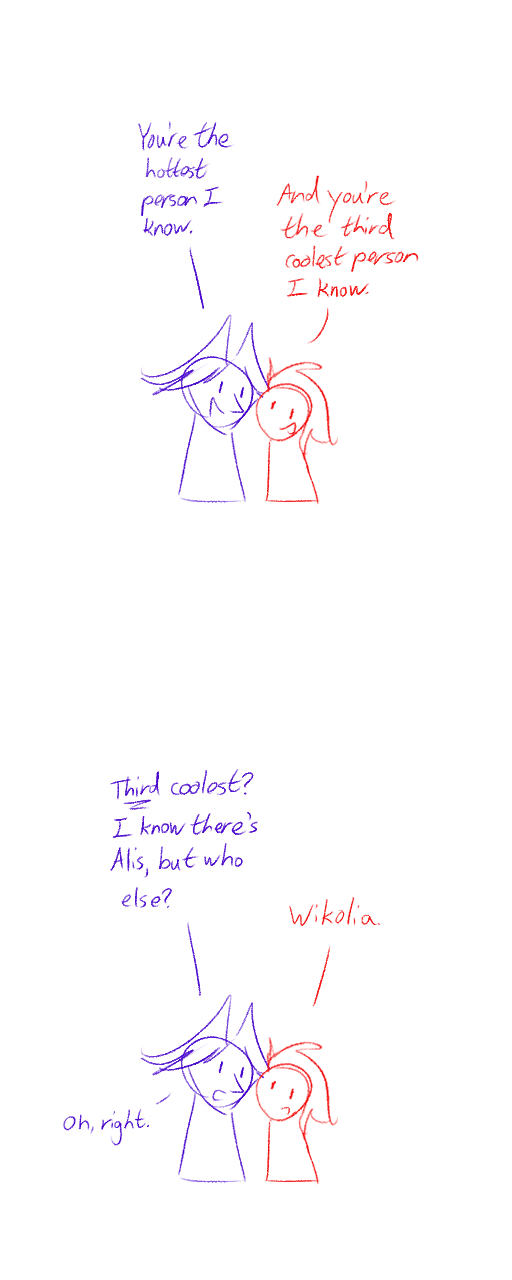 You're the
hottest
person I
know.
And you're
the third
coolest person
I know.
Third coolest?
I know there's
Alis, but who
else?
Wikolia.
Oh, right.